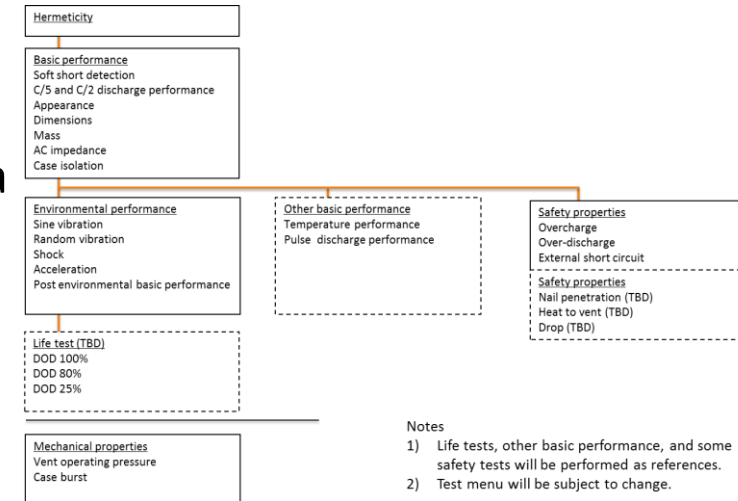 Hermeticity
Basic performance
Soft short detection
C/5 and C/2 discharge performance
Appearance
Dimensions
Mass
AC impedance
Case isolation
Environmental performance
Sine vibration
Random vibration
Shock
Acceleration
Post environmental basic performance
Other basic performance
Temperature performance
Pulse discharge performance
Safety properties
Overcharge
Over-discharge
External short circuit
Safety properties
Nail penetration (TBD)
Heat to vent (TBD)
Drop (TBD)
Life test (TBD)
DOD 100%
DOD 80%
DOD 25%
Mechanical properties
Vent operating pressure
Case burst
Notes
1) Life tests, other basic performance, and some
safety tests will be performed as references.
2) Test menu will be subject to change.